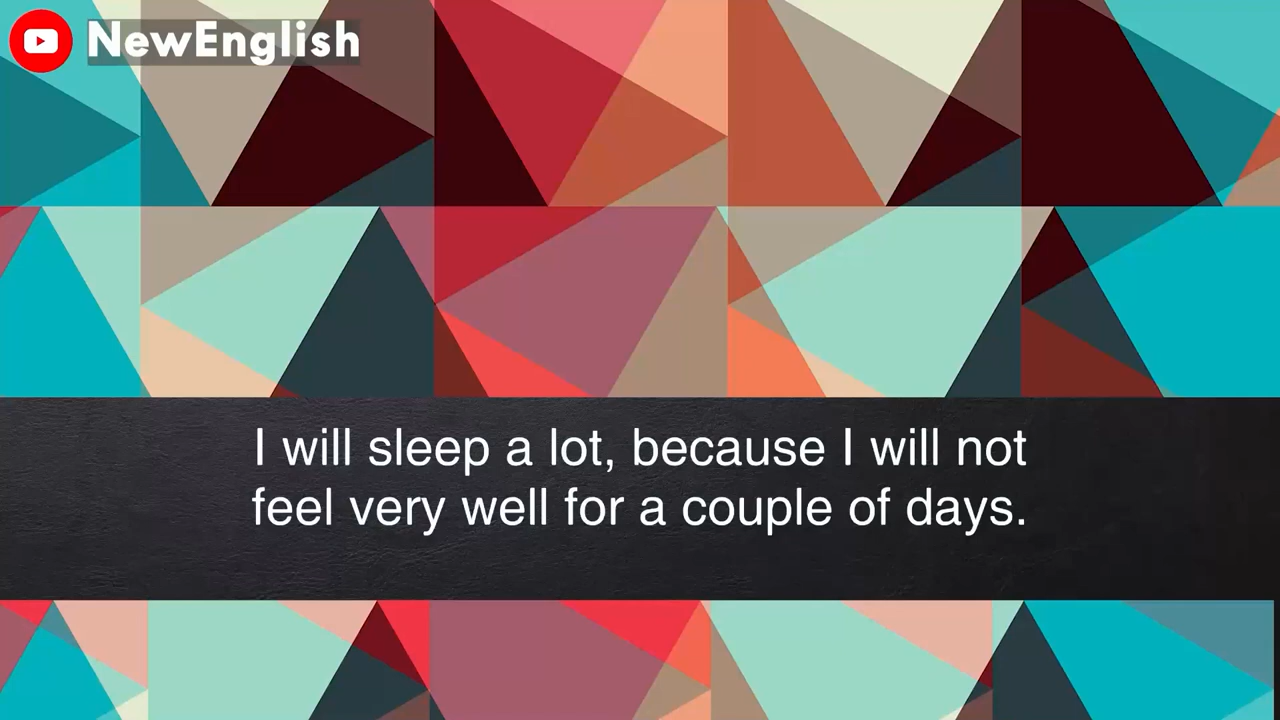 NewEnglish
I will sleep a lot, because I will not
feel very well for a couple of days.